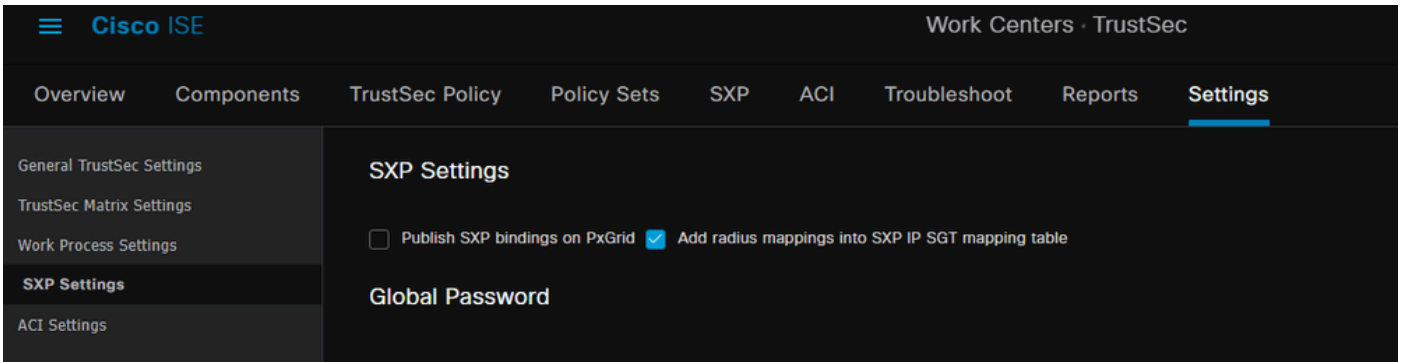 Cisco ISE
Work Centers · TrustSec
Overview Components TrustSec Policy Policy Sets SXP ACI Troubleshoot Reports Settings
General TrustSec Settings
TrustSec Matrix Settings
Work Process Settings
SXP Settings
ACI Settings
SXP Settings
Publish SXP bindings on PxGrid Add radius mappings into SXP IP SGT mapping table
Global Password